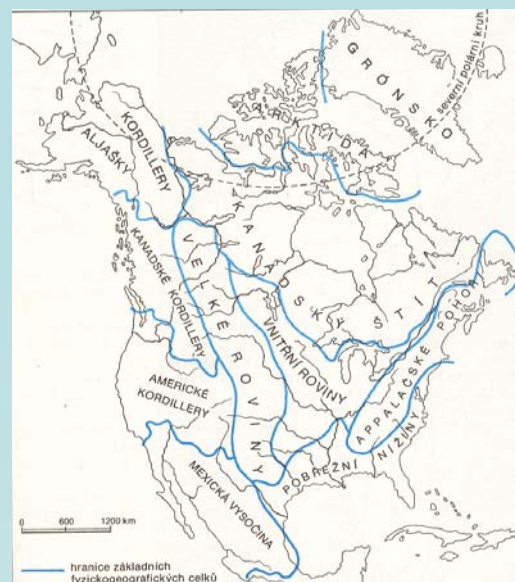 GRØNSKO
severní polární kruh
ARKTIDA
KORDILLERY
ALJAŠKY
KANADSKÝ ŠTÍT
KANADSKÉ KORDILLERY
VELKÉ ROVINY
VNITŘNÍ ROVINY
APPALAČSKÉ POHOŘÍ
AMERICKÉ
KORDILLERY
POBŘEŽNÍ NÍŽINY
MEXICKÁ VYSOČINA
0 600 1200 km
hranice základních
fyzickogeografických celků